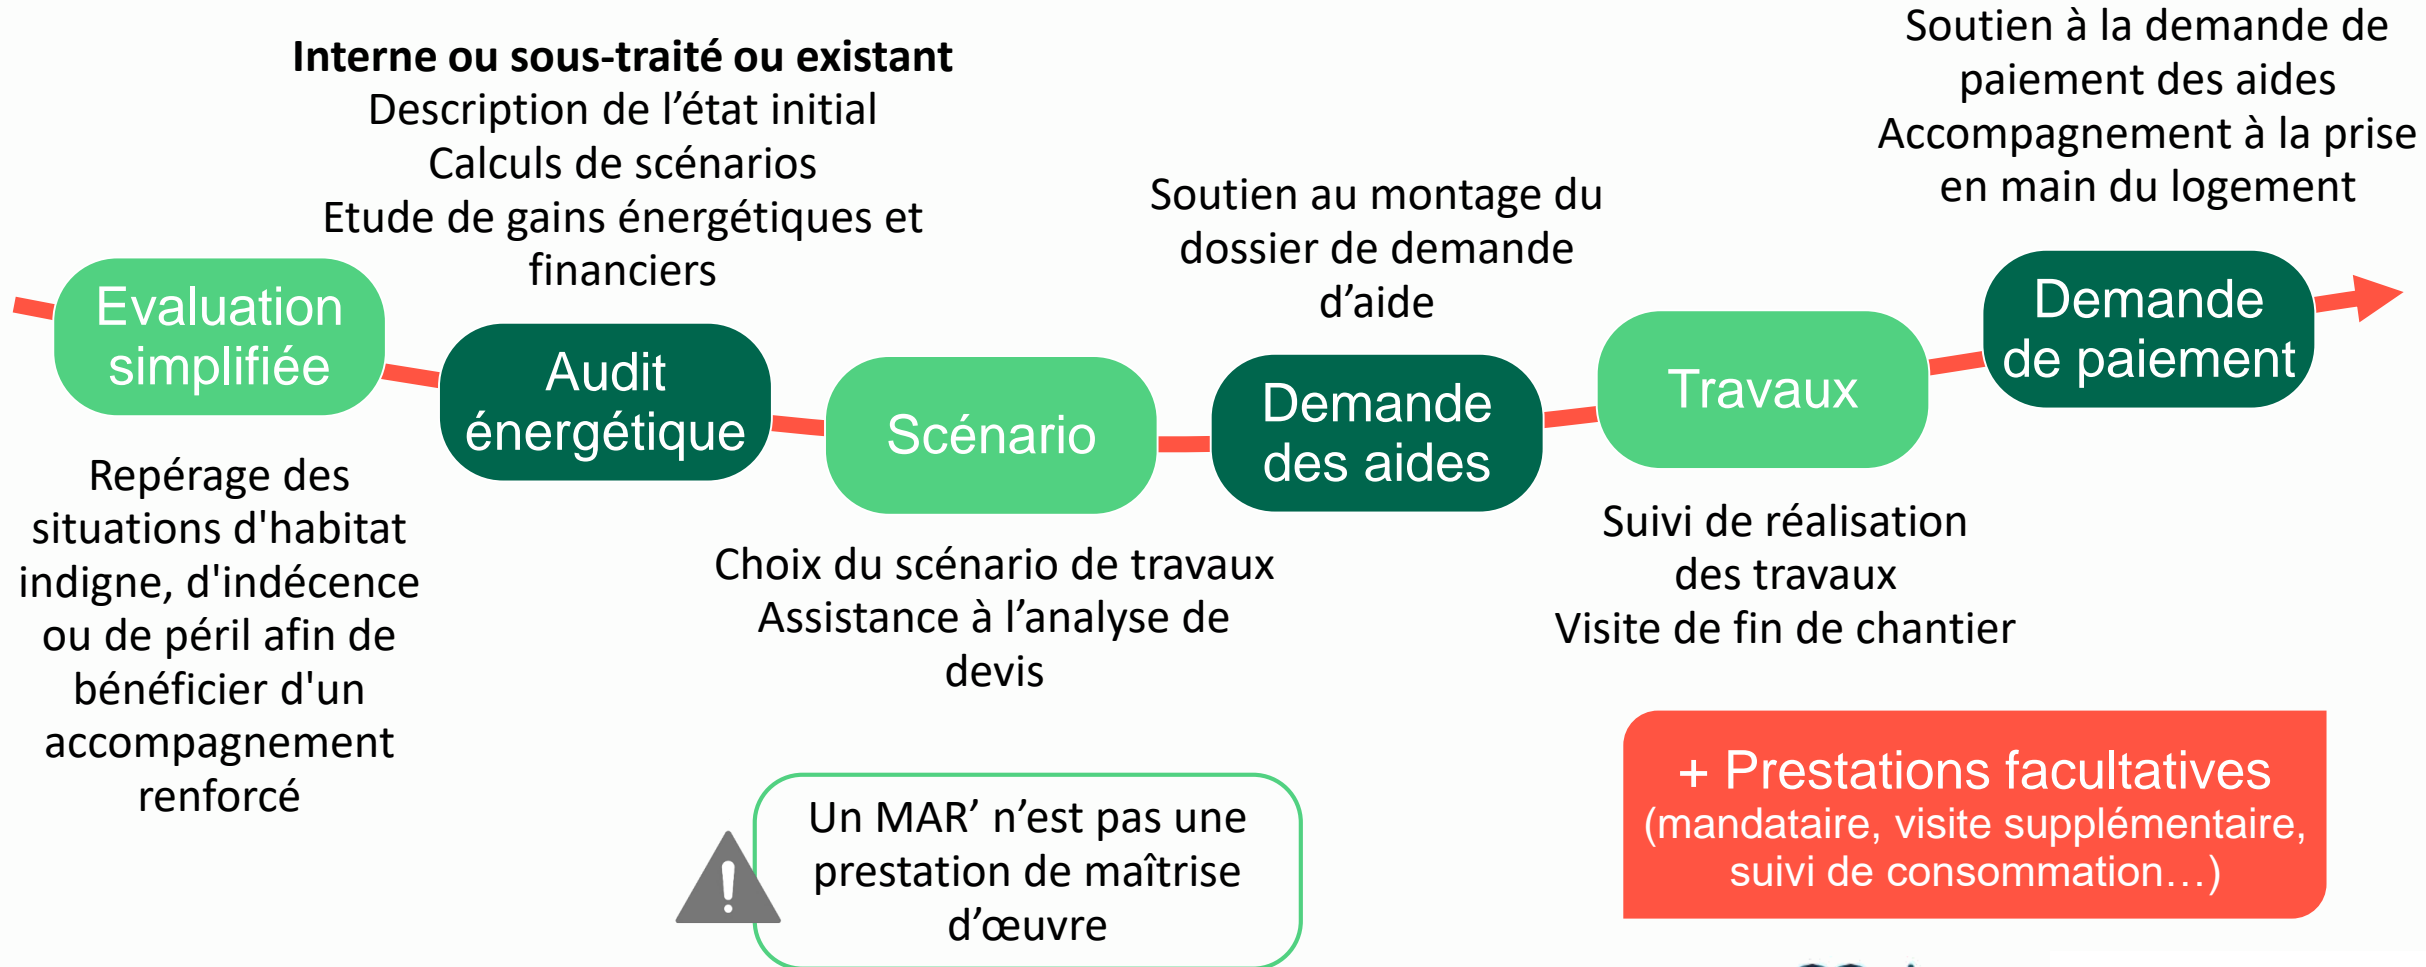 Interne ou sous-traité ou existant
Description de l’état initial
Calculs de scénarios
Etude de gains énergétiques et
financiers
Soutien au montage du
dossier de demande
d’aide
Soutien à la demande de
paiement des aides
Accompagnement à la prise
en main du logement
Evaluation
simplifiée
Audit
énergétique
Scénario
Demande
des aides
Travaux
Demande
de paiement
Repérage des
situations d'habitat
indigne, d'indécence
ou de péril afin de
bénéficier d'un
accompagnement
renforcé
Choix du scénario de travaux
Assistance à l’analyse de
devis
Suivi de réalisation
des travaux
Visite de fin de chantier
Un MAR’ n’est pas une
prestation de maîtrise
d’œuvre
+ Prestations facultatives
(mandataire, visite supplémentaire,
suivi de consommation…)